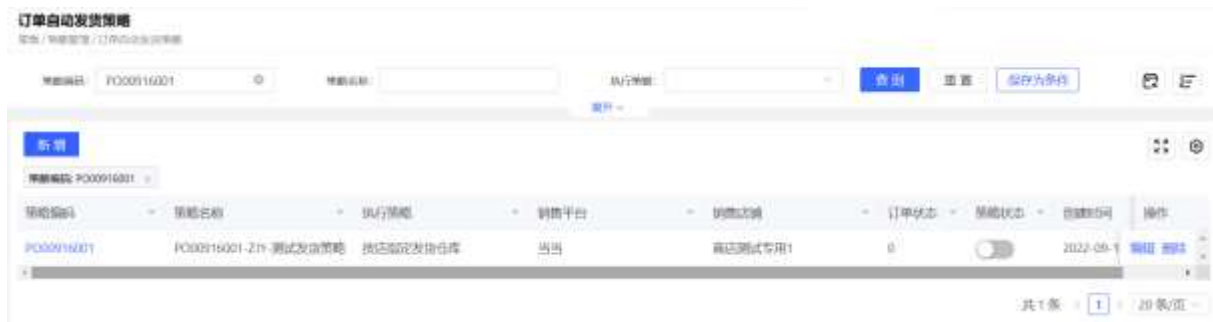 订单自动发货策略
策略编码: PO00916001 策略名称: 执行策略: 查询 重置 保存为条件
展开
新增
策略编码: PO00916001
策略编码 策略名称 执行策略 销售平台 销售店铺 订单状态 策略状态 创建时间 操作
PO00916001 PO00916001-ZJY-测试发货策略 按店铺定发货仓库 当当 商店测试专用1 0 2022-09-1 编辑 删除
共1条 1 20条/页